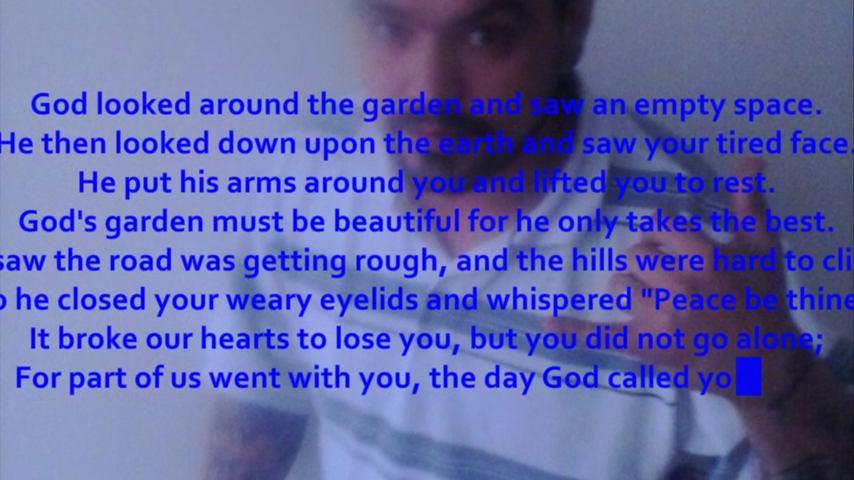 God looked around the garden and saw an empty space.
He then looked down upon the earth and saw your tired face.
He put his arms around you and lifted you to rest.
God's garden must be beautiful for he only takes the best.
saw the road was getting rough, and the hills were hard to cli
o he closed your weary eyelids and whispered "Peace be thine
It broke our hearts to lose you, but you did not go alone;
For part of us went with you, the day God called yo